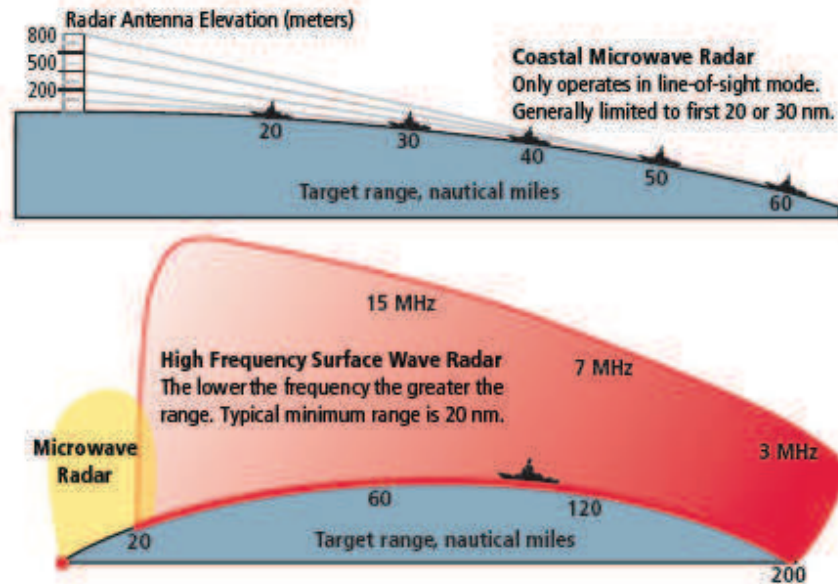 Radar Antenna Elevation (meters)
800
500
200
Coastal Microwave Radar
Only operates in line-of-sight mode.
Generally limited to first 20 or 30 nm.
20
30
40
50
60
Target range, nautical miles
15 MHz
High Frequency Surface Wave Radar
The lower the frequency the greater the
range. Typical minimum range is 20 nm.
7 MHz
3 MHz
Microwave
Radar
20
60
120
200
Target range, nautical miles